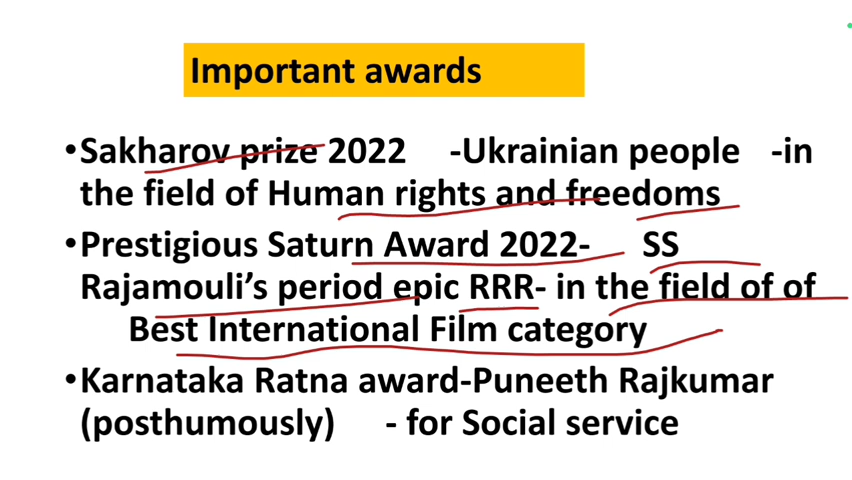 Important awards
•Sakharov prize 2022 -Ukrainian people -in
the field of Human rights and freedoms
•Prestigious Saturn Award 2022- SS
Rajamouli’s period epic RRR- in the field of of
Best International Film category
•Karnataka Ratna award-Puneeth Rajkumar
(posthumously) - for Social service